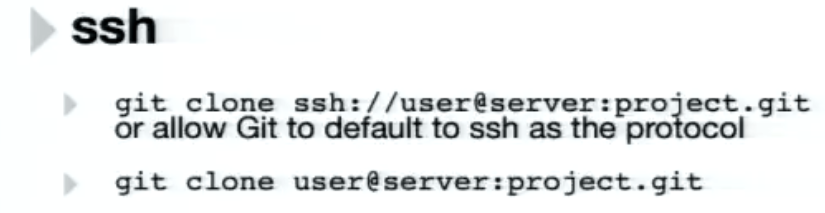 ssh
git clone ssh://user@server:project.git
or allow Git to default to ssh as the protocol
git clone user@server:project.git